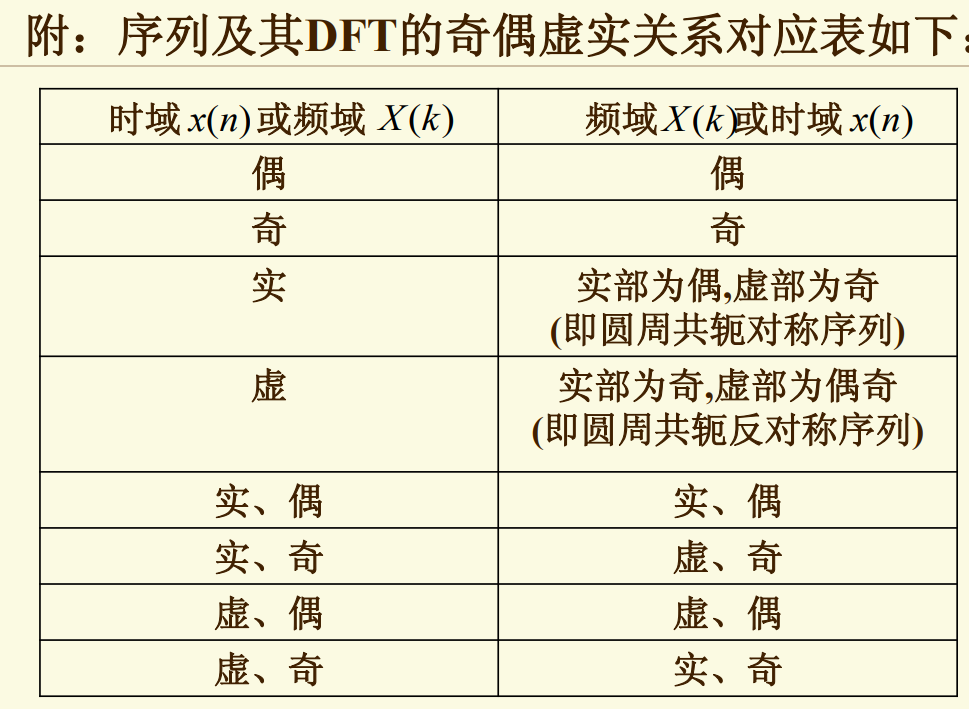 附：序列及其DFT的奇偶虚实关系对应表如下：
时域 x(n) 或频域 X(k)
频域 X(k)或时域 x(n)
偶
偶
奇
奇
实
实部为偶,虚部为奇
(即圆周共轭对称序列)
虚
实部为奇,虚部为偶奇
(即圆周共轭反对称序列)
实、偶
实、偶
实、奇
虚、奇
虚、偶
虚、偶
虚、奇
实、奇